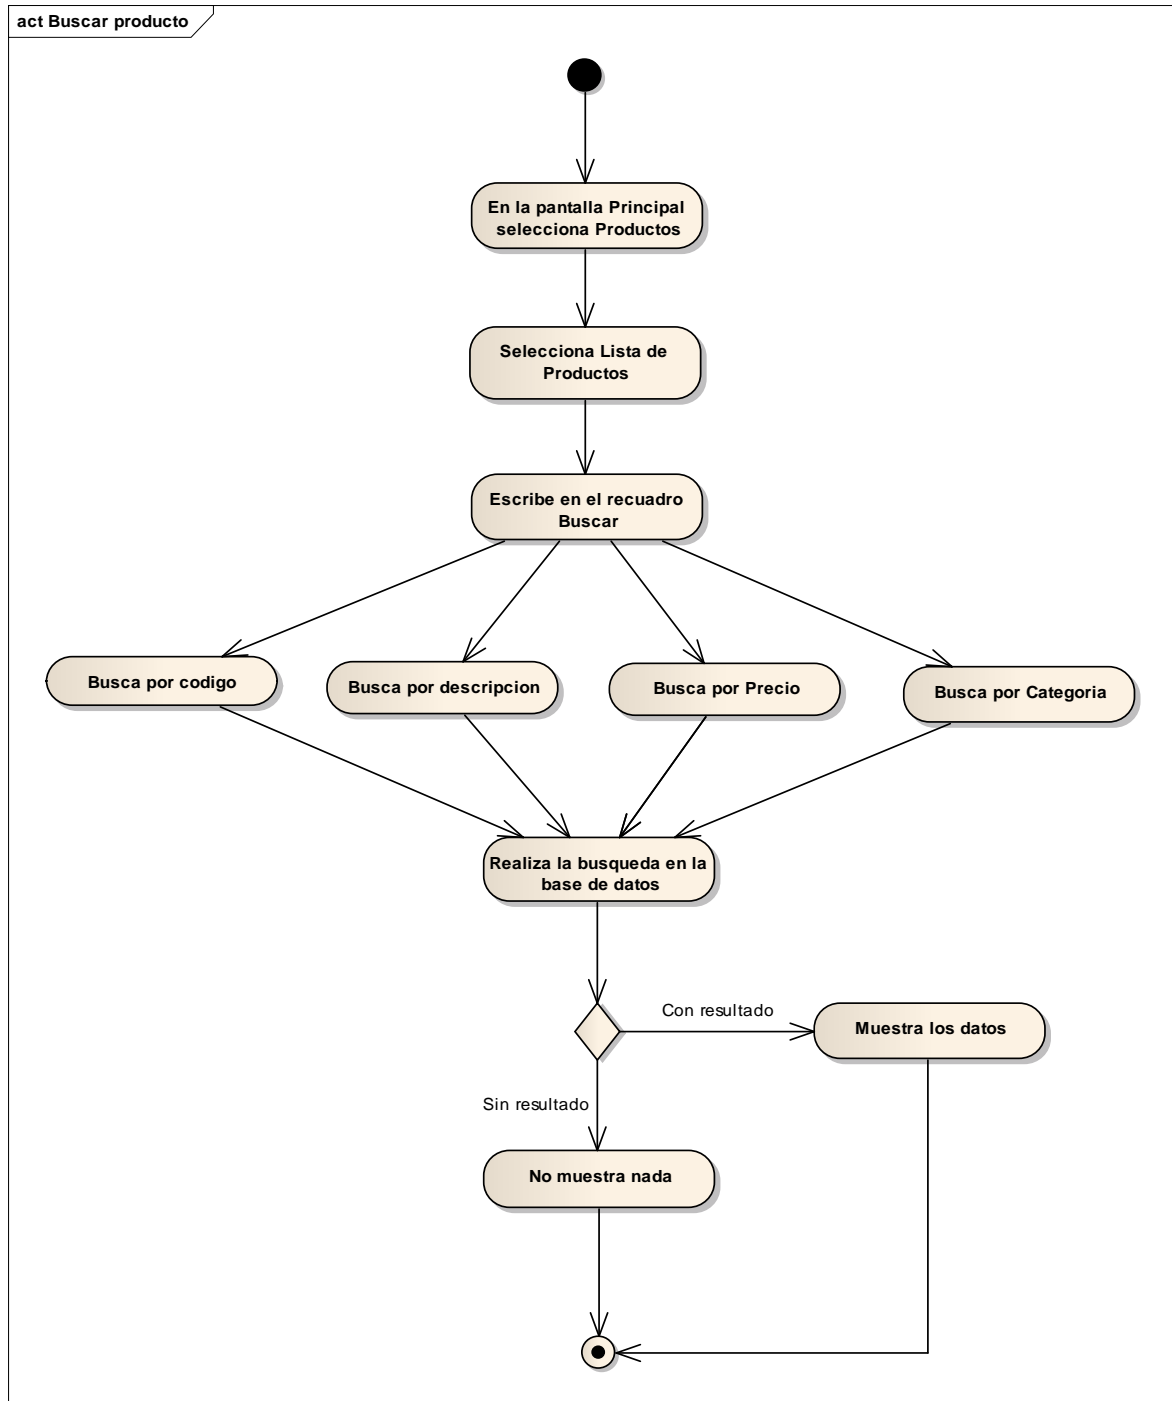 act Buscar producto
En la pantalla Principal
selecciona Productos
Selecciona Lista de
Productos
Escribe en el recuadro
Buscar
Busca por codigo
Busca por descripcion
Busca por Precio
Busca por Categoria
Realiza la busqueda en la
base de datos
Con resultado
Muestra los datos
Sin resultado
No muestra nada